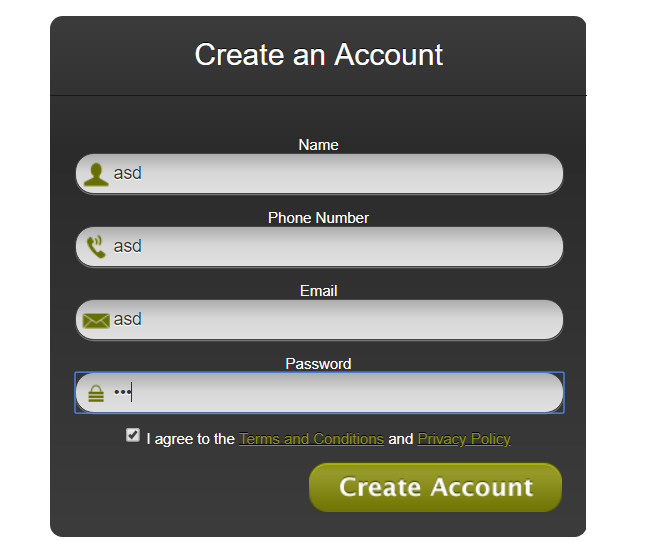 Create an Account
Name
asd
Phone Number
asd
Email
asd
Password
•••
I agree to the Terms and Conditions and Privacy Policy
Create Account